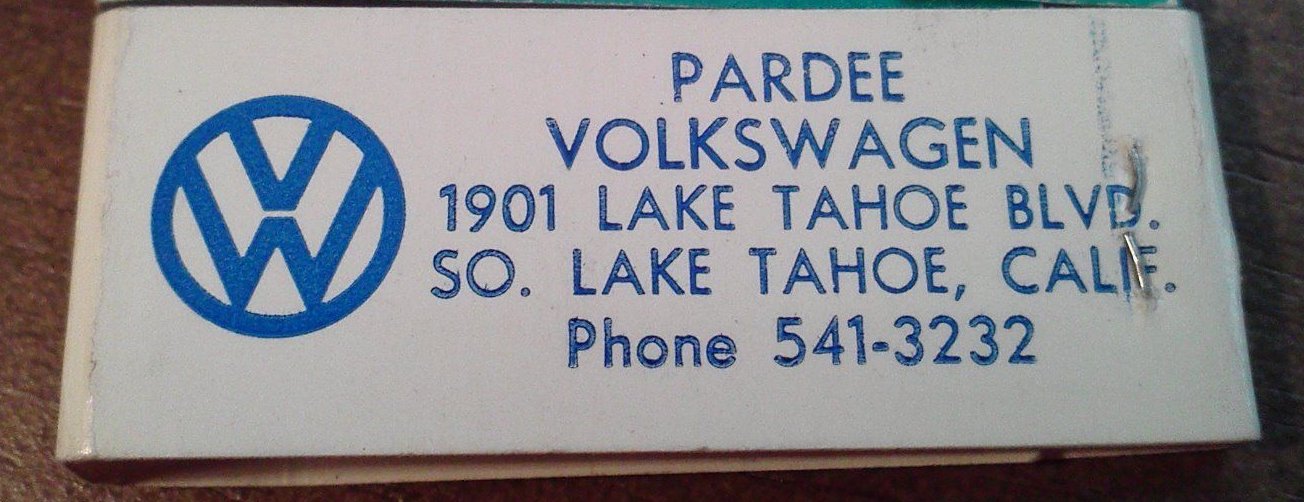 PARDEE
VOLKSWAGEN
1901 LAKE TAHOE BLVD.
SO. LAKE TAHOE, CALIF.
Phone 541-3232